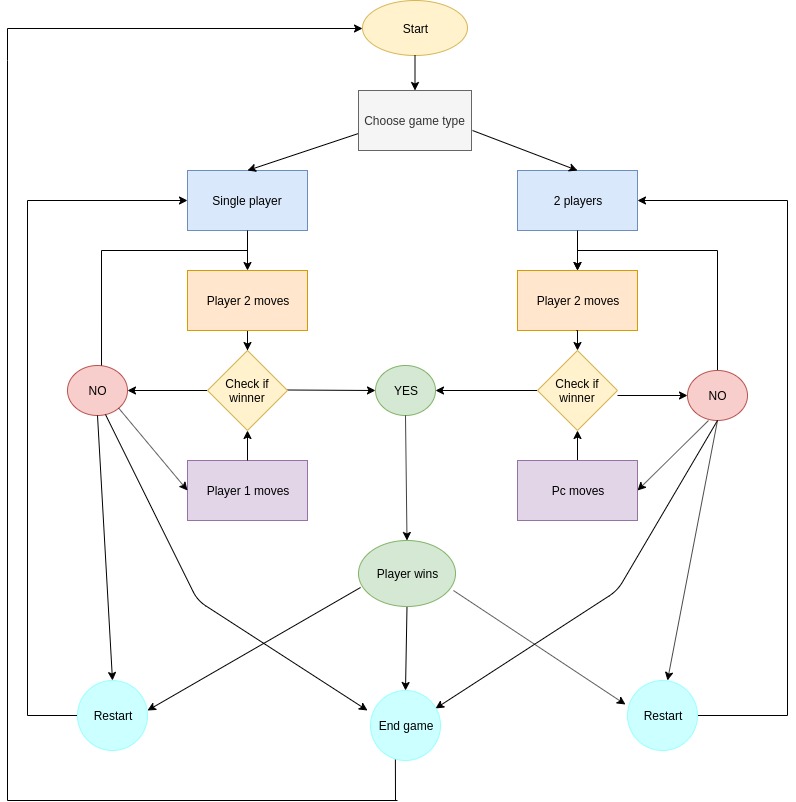 Start
Choose game type
Single player
2 players
Player 2 moves
Player 2 moves
NO
Check if
winner
YES
Check if
winner
NO
Player 1 moves
Pc moves
Player wins
Restart
End game
Restart